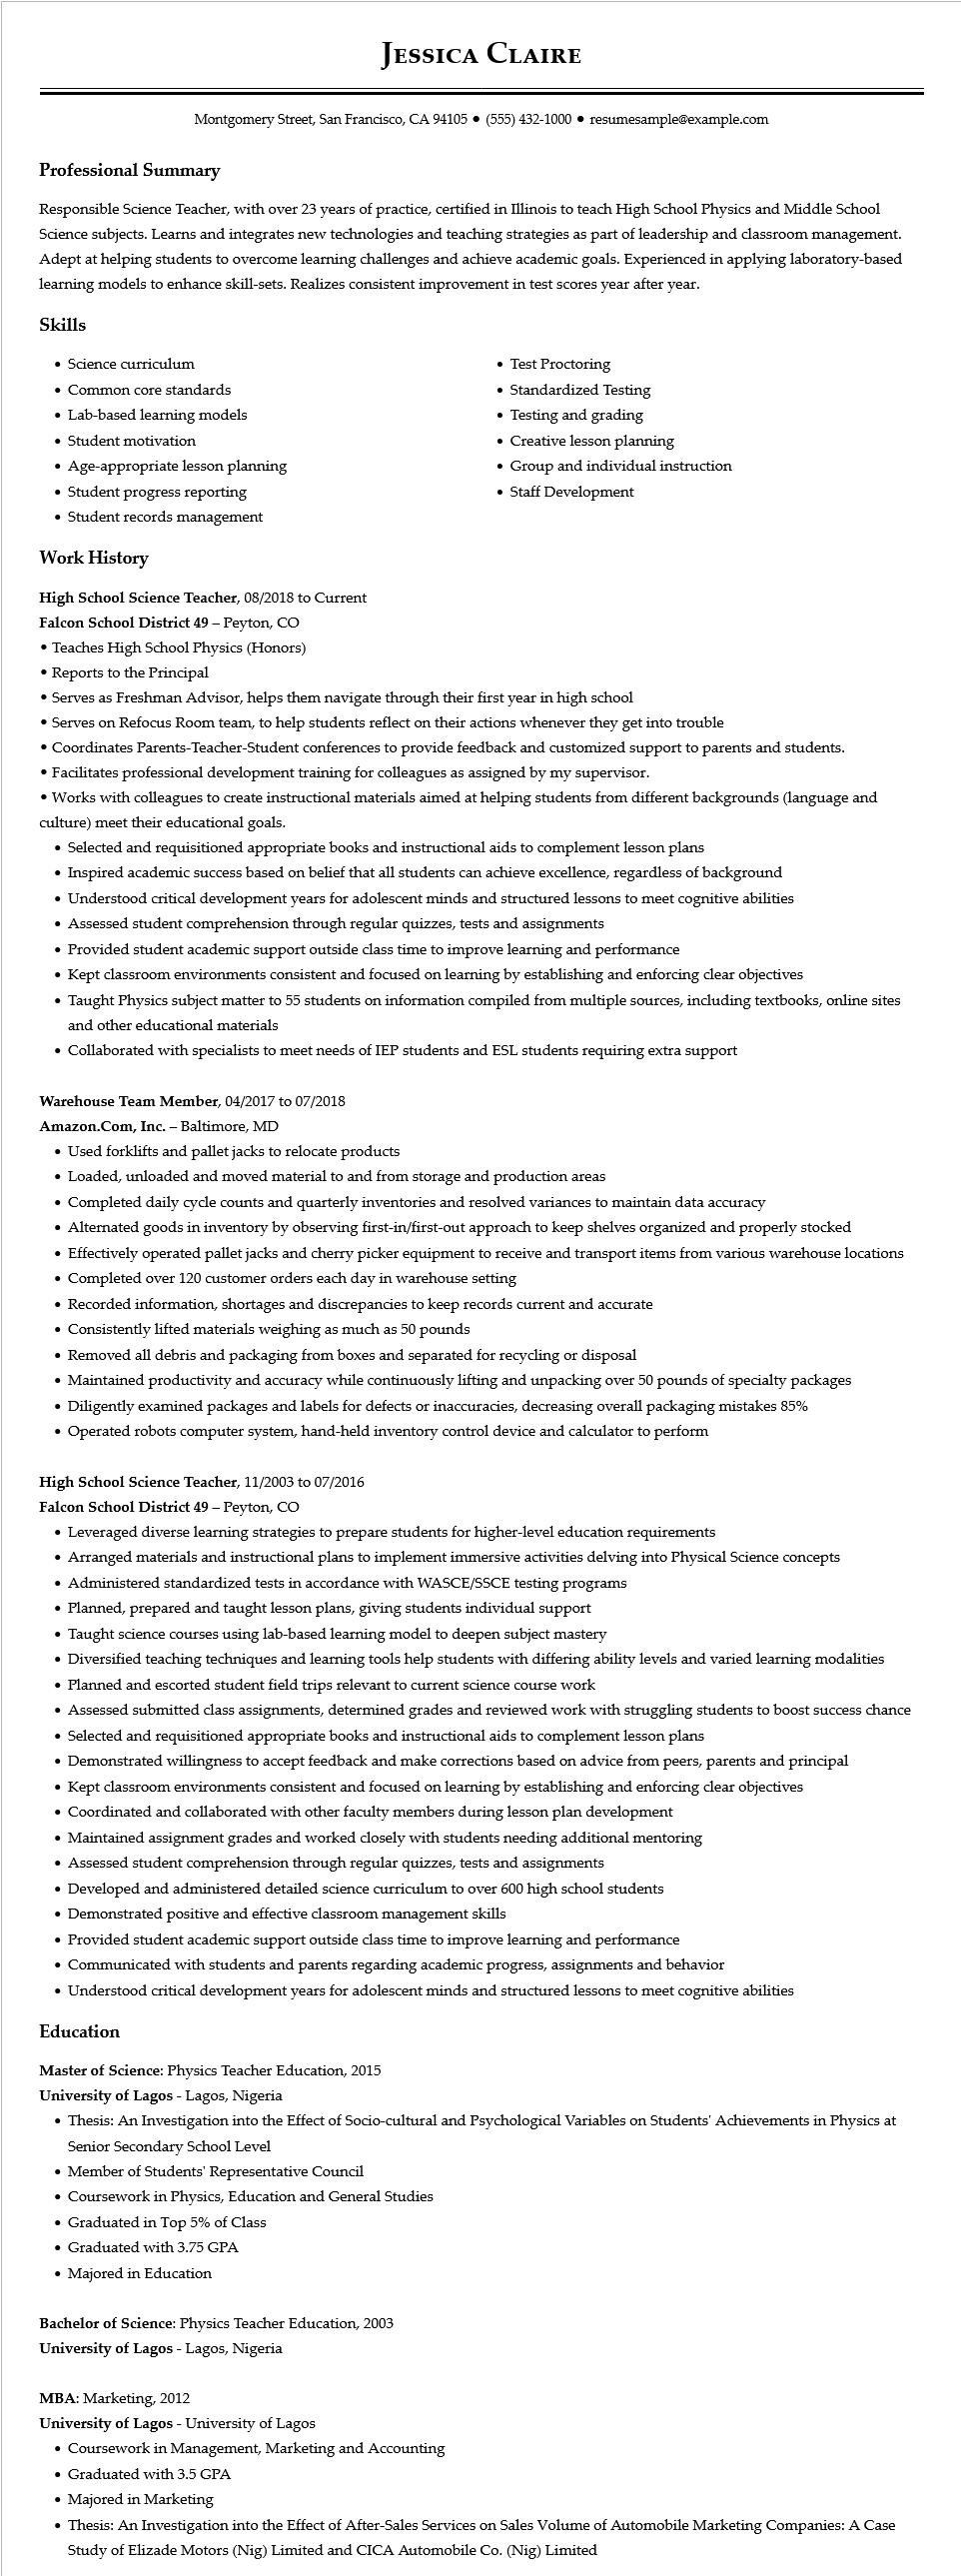 Jessica Claire
Montgomery Street, San Francisco, CA 94105 • (555) 432-1000 • resumesample@example.com
Professional Summary
Responsible Science Teacher, with over 23 years of practice, certified in Illinois to teach High School Physics and Middle School
Science subjects. Learns and integrates new technologies and teaching strategies as part of leadership and classroom management.
Adept at helping students to overcome learning challenges and achieve academic goals. Experienced in applying laboratory-based
learning models to enhance skill-sets. Realizes consistent improvement in test scores year after year.
Skills
• Science curriculum
• Common core standards
• Lab-based learning models
• Student motivation
• Age-appropriate lesson planning
• Student progress reporting
• Student records management
• Test Proctoring
• Standardized Testing
• Testing and grading
• Creative lesson planning
• Group and individual instruction
• Staff Development
Work History
High School Science Teacher, 08/2018 to Current
Falcon School District 49 – Peyton, CO
• Teaches High School Physics (Honors)
• Reports to the Principal
• Serves as Freshman Advisor, helps them navigate through their first year in high school
• Serves on Refocus Room team, to help students reflect on their actions whenever they get into trouble
• Coordinates Parents-Teacher-Student conferences to provide feedback and customized support to parents and students.
• Facilitates professional development training for colleagues as assigned by my supervisor.
• Works with colleagues to create instructional materials aimed at helping students from different backgrounds (language and
culture) meet their educational goals.
• Selected and requisitioned appropriate books and instructional aids to complement lesson plans
• Inspired academic success based on belief that all students can achieve excellence, regardless of background
• Understood critical development years for adolescent minds and structured lessons to meet cognitive abilities
• Assessed student comprehension through regular quizzes, tests and assignments
• Provided student academic support outside class time to improve learning and performance
• Kept classroom environments consistent and focused on learning by establishing and enforcing clear objectives
• Taught Physics subject matter to 55 students on information compiled from multiple sources, including textbooks, online sites
and other educational materials
• Collaborated with specialists to meet needs of IEP students and ESL students requiring extra support
Warehouse Team Member, 04/2017 to 07/2018
Amazon.Com, Inc. – Baltimore, MD
• Used forklifts and pallet jacks to relocate products
• Loaded, unloaded and moved material to and from storage and production areas
• Completed daily cycle counts and quarterly inventories and resolved variances to maintain data accuracy
• Alternated goods in inventory by observing first-in/first-out approach to keep shelves organized and properly stocked
• Effectively operated pallet jacks and cherry picker equipment to receive and transport items from various warehouse locations
• Completed over 120 customer orders each day in warehouse setting
• Recorded information, shortages and discrepancies to keep records current and accurate
• Consistently lifted materials weighing as much as 50 pounds
• Removed all debris and packaging from boxes and separated for recycling or disposal
• Maintained productivity and accuracy while continuously lifting and unpacking over 50 pounds of specialty packages
• Diligently examined packages and labels for defects or inaccuracies, decreasing overall packaging mistakes 85%
• Operated robots computer system, hand-held inventory control device and calculator to perform
High School Science Teacher, 11/2003 to 07/2016
Falcon School District 49 – Peyton, CO
• Leveraged diverse learning strategies to prepare students for higher-level education requirements
• Arranged materials and instructional plans to implement immersive activities delving into Physical Science concepts
• Administered standardized tests in accordance with WASCE/SSCE testing programs
• Planned, prepared and taught lesson plans, giving students individual support
• Taught science courses using lab-based learning model to deepen subject mastery
• Diversified teaching techniques and learning tools help students with differing ability levels and varied learning modalities
• Planned and escorted student field trips relevant to current science course work
• Assessed submitted class assignments, determined grades and reviewed work with struggling students to boost success chance
• Selected and requisitioned appropriate books and instructional aids to complement lesson plans
• Demonstrated willingness to accept feedback and make corrections based on advice from peers, parents and principal
• Kept classroom environments consistent and focused on learning by establishing and enforcing clear objectives
• Coordinated and collaborated with other faculty members during lesson plan development
• Maintained assignment grades and worked closely with students needing additional mentoring
• Assessed student comprehension through regular quizzes, tests and assignments
• Developed and administered detailed science curriculum to over 600 high school students
• Demonstrated positive and effective classroom management skills
• Provided student academic support outside class time to improve learning and performance
• Communicated with students and parents regarding academic progress, assignments and behavior
• Understood critical development years for adolescent minds and structured lessons to meet cognitive abilities
Education
Master of Science: Physics Teacher Education, 2015
University of Lagos - Lagos, Nigeria
• Thesis: An Investigation into the Effect of Socio-cultural and Psychological Variables on Students' Achievements in Physics at
Senior Secondary School Level
• Member of Students' Representative Council
• Coursework in Physics, Education and General Studies
• Graduated in Top 5% of Class
• Graduated with 3.75 GPA
• Majored in Education
Bachelor of Science: Physics Teacher Education, 2003
University of Lagos - Lagos, Nigeria
MBA: Marketing, 2012
University of Lagos - University of Lagos
• Coursework in Management, Marketing and Accounting
• Graduated with 3.5 GPA
• Majored in Marketing
• Thesis: An Investigation into the Effect of After-Sales Services on Sales Volume of Automobile Marketing Companies: A Case
Study of Elizade Motors (Nig) Limited and CICA Automobile Co. (Nig) Limited